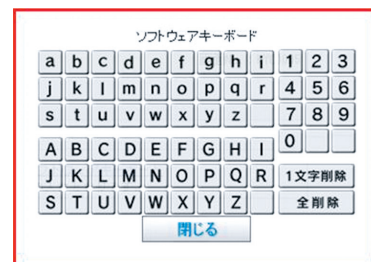 ソフトウェアキーボード
a b c d e f g h i 1 2 3
j k l m n o p q r 4 5 6
s t u v w x y z 7 8 9
0
A B C D E F G H I
J K L M N O P Q R 1文字削除
S T U V W X Y Z 全削除
閉じる